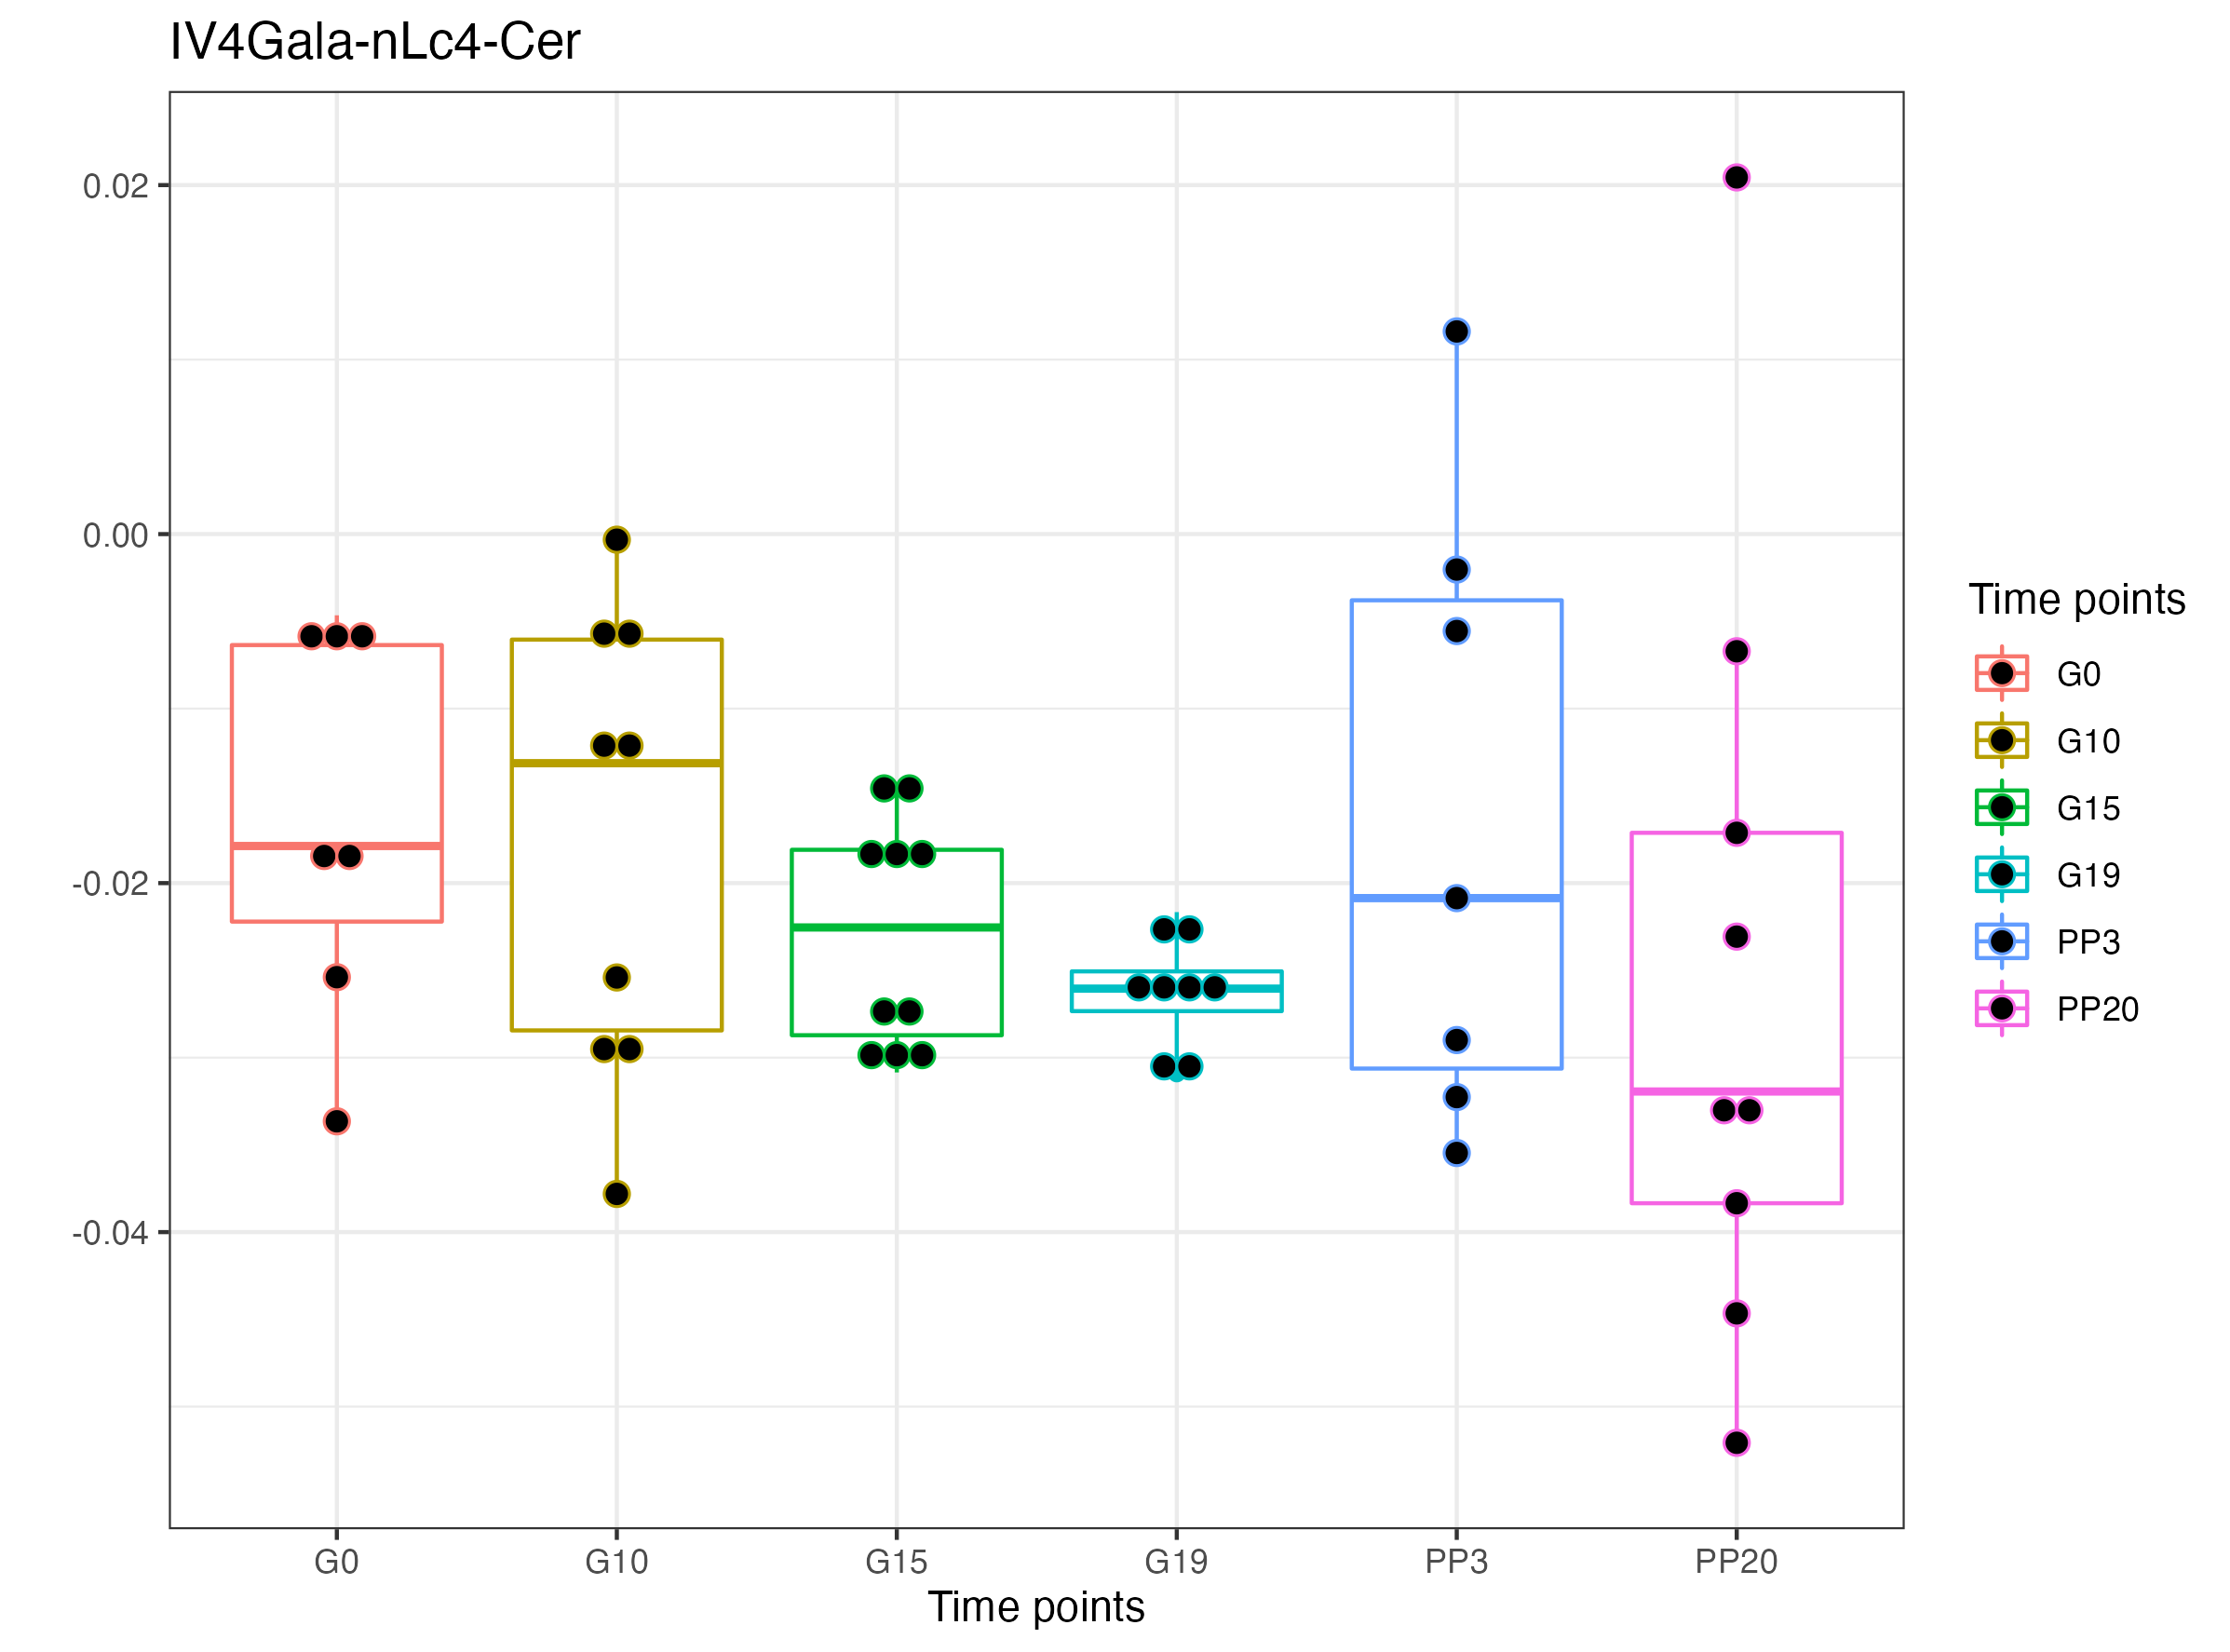 IV4Gala-nLc4-Cer
0.02
0.00
-0.02
-0.04
G0 G10 G15 G19 PP3 PP20
Time points
Time points
G0
G10
G15
G19
PP3
PP20